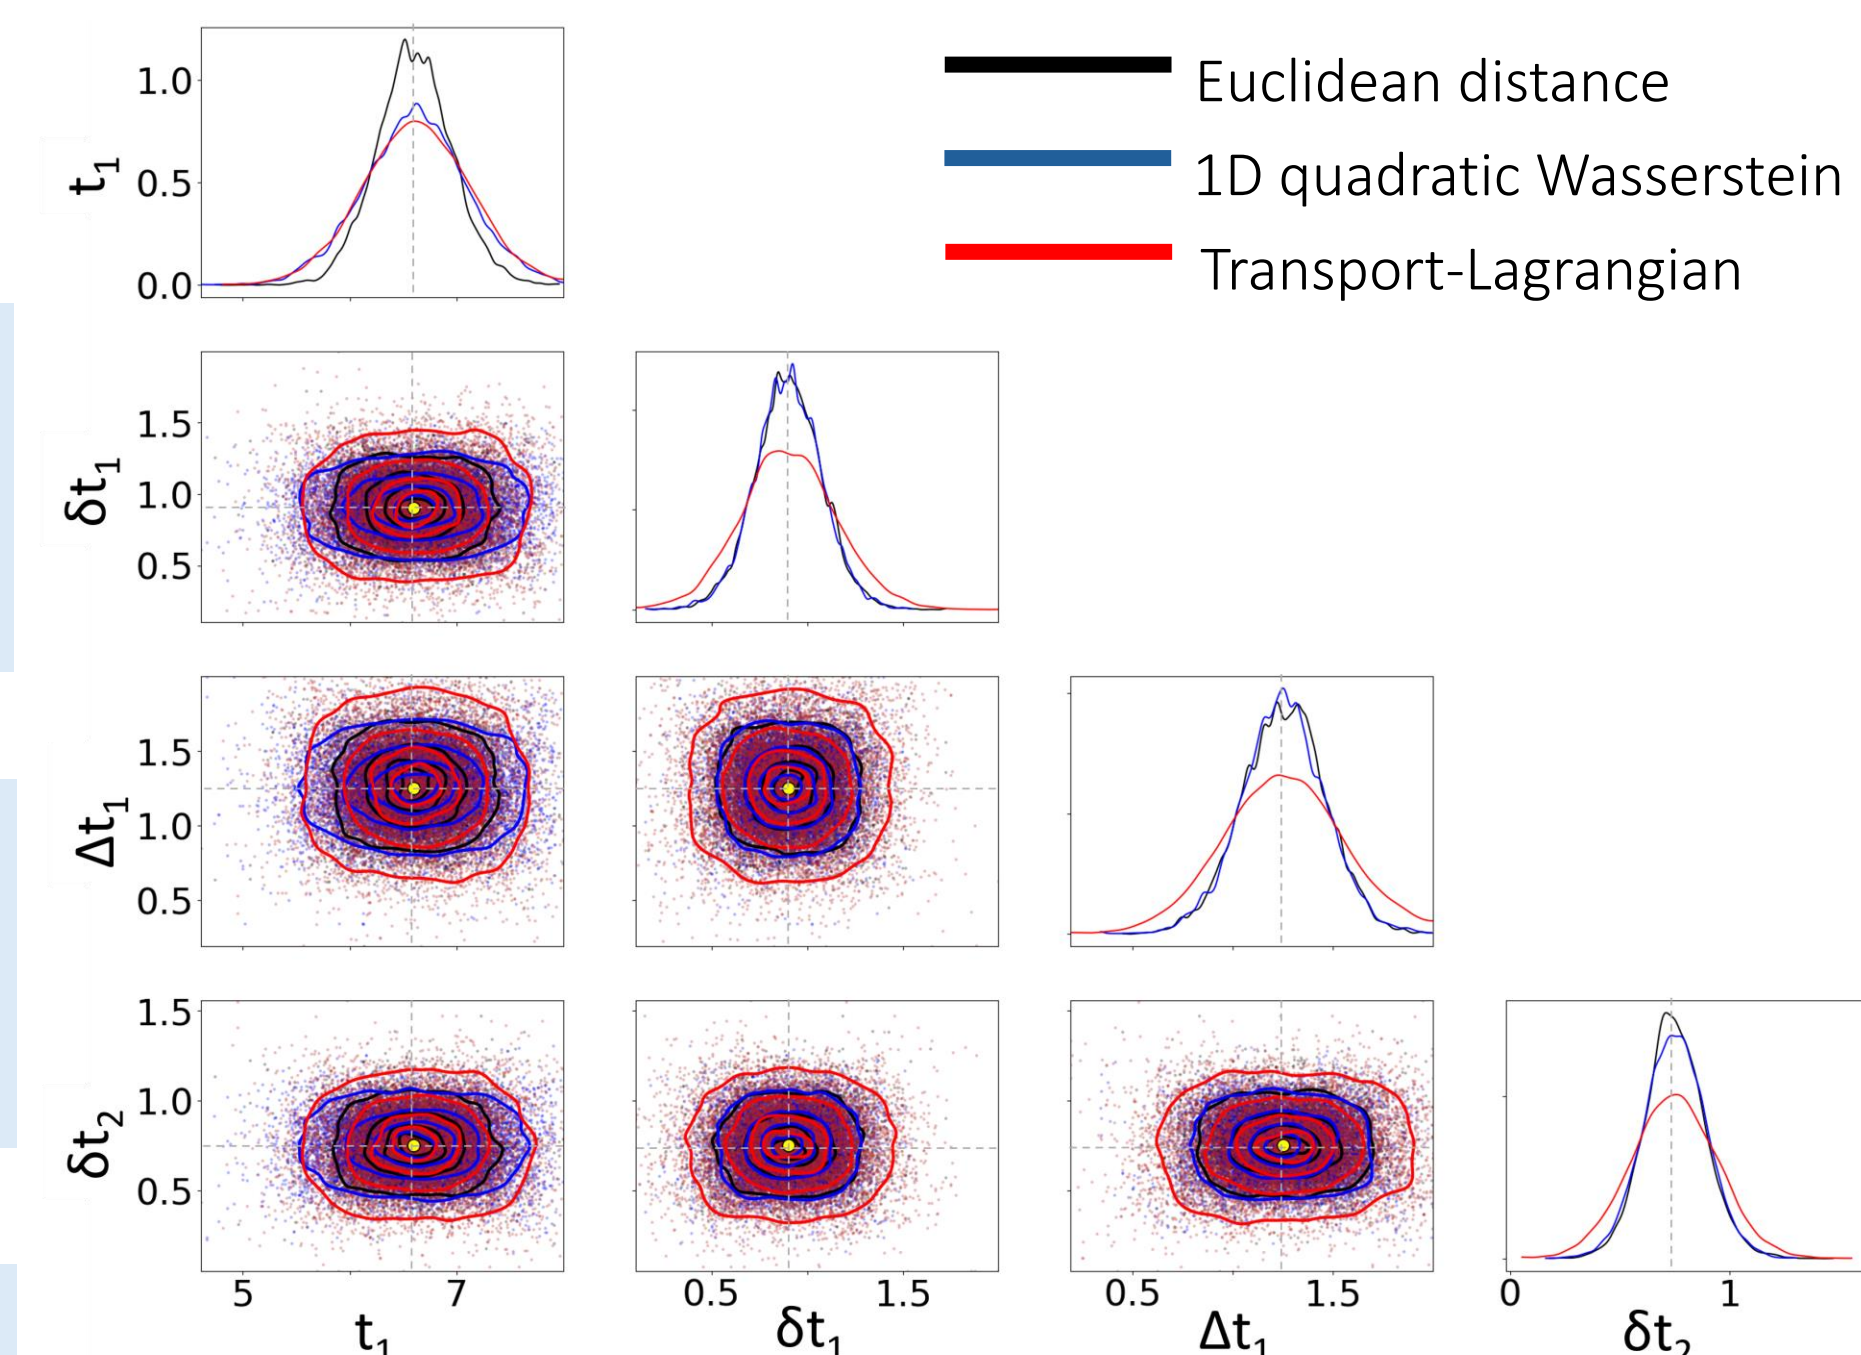 Euclidean distance
1D quadratic Wasserstein
Transport-Lagrangian
t₁
1.0
0.5
0.0
δt₁
1.5
1.0
0.5
Δt₁
1.5
1.0
0.5
δt₂
1.5
1.0
0.5
5 7
0.5 1.5
0.5 1.5
0 1
t₁
δt₁
Δt₁
δt₂